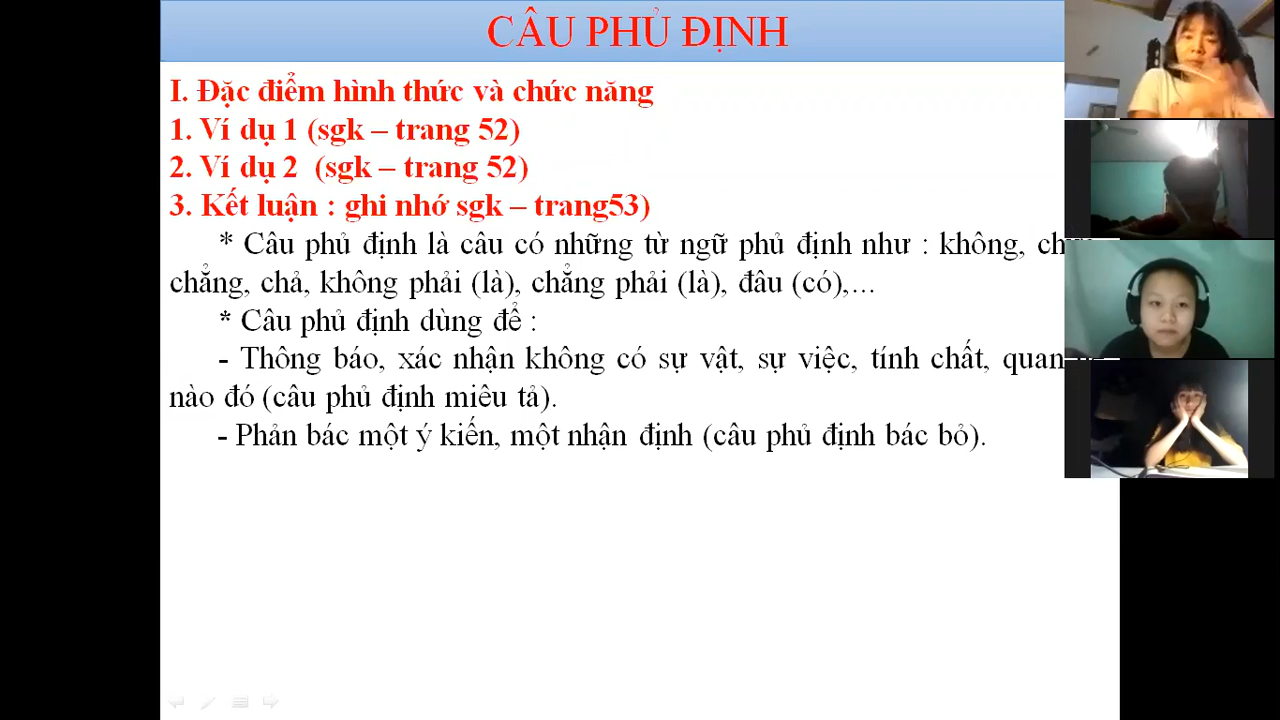 CÂU PHỦ ĐỊNH
I. Đặc điểm hình thức và chức năng
1. Ví dụ 1 (sgk – trang 52)
2. Ví dụ 2 (sgk – trang 52)
3. Kết luận : ghi nhớ sgk – trang53)
* Câu phủ định là câu có những từ ngữ phủ định như : không,
chẳng, chả, không phải (là), chẳng phải (là), đâu (có),...
* Câu phủ định dùng để :
- Thông báo, xác nhận không có sự vật, sự việc, tính chất, quan
nào đó (câu phủ định miêu tả).
- Phản bác một ý kiến, một nhận định (câu phủ định bác bỏ).